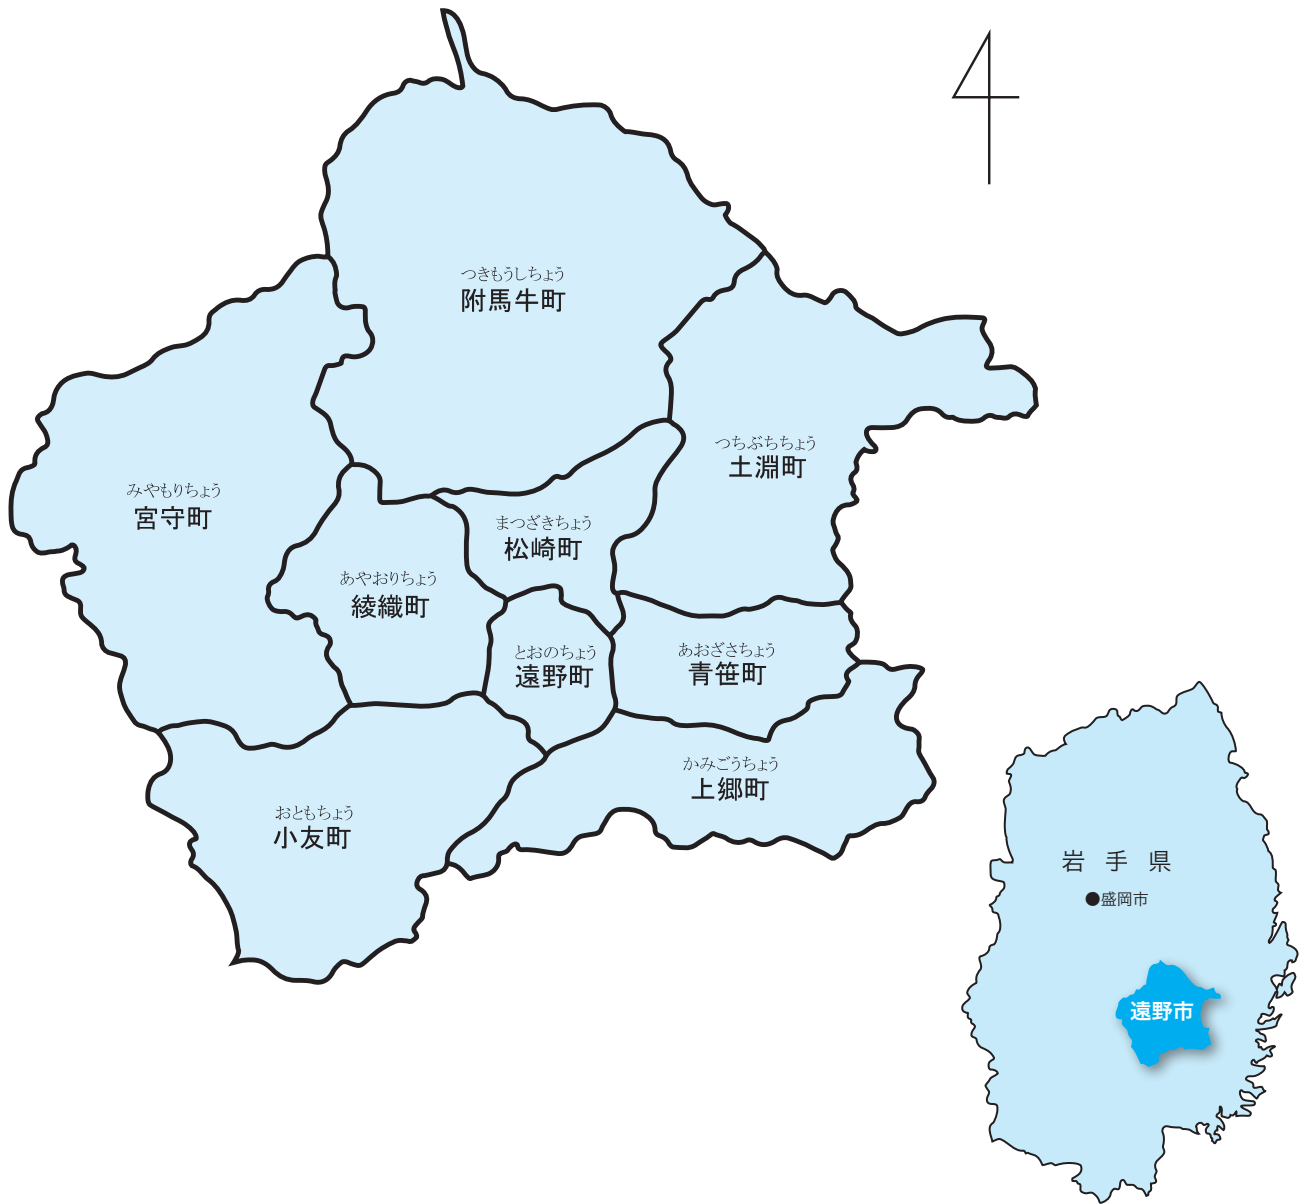 つきもうしちょう
附馬牛町
つちぶちちょう
土淵町
みやもりちょう
宮守町
まつざきちょう
松崎町
あやおりちょう
綾織町
とおのちょう
遠野町
あおざさちょう
青笹町
かみごうちょう
上郷町
おともちょう
小友町
岩手県
●盛岡市
遠野市